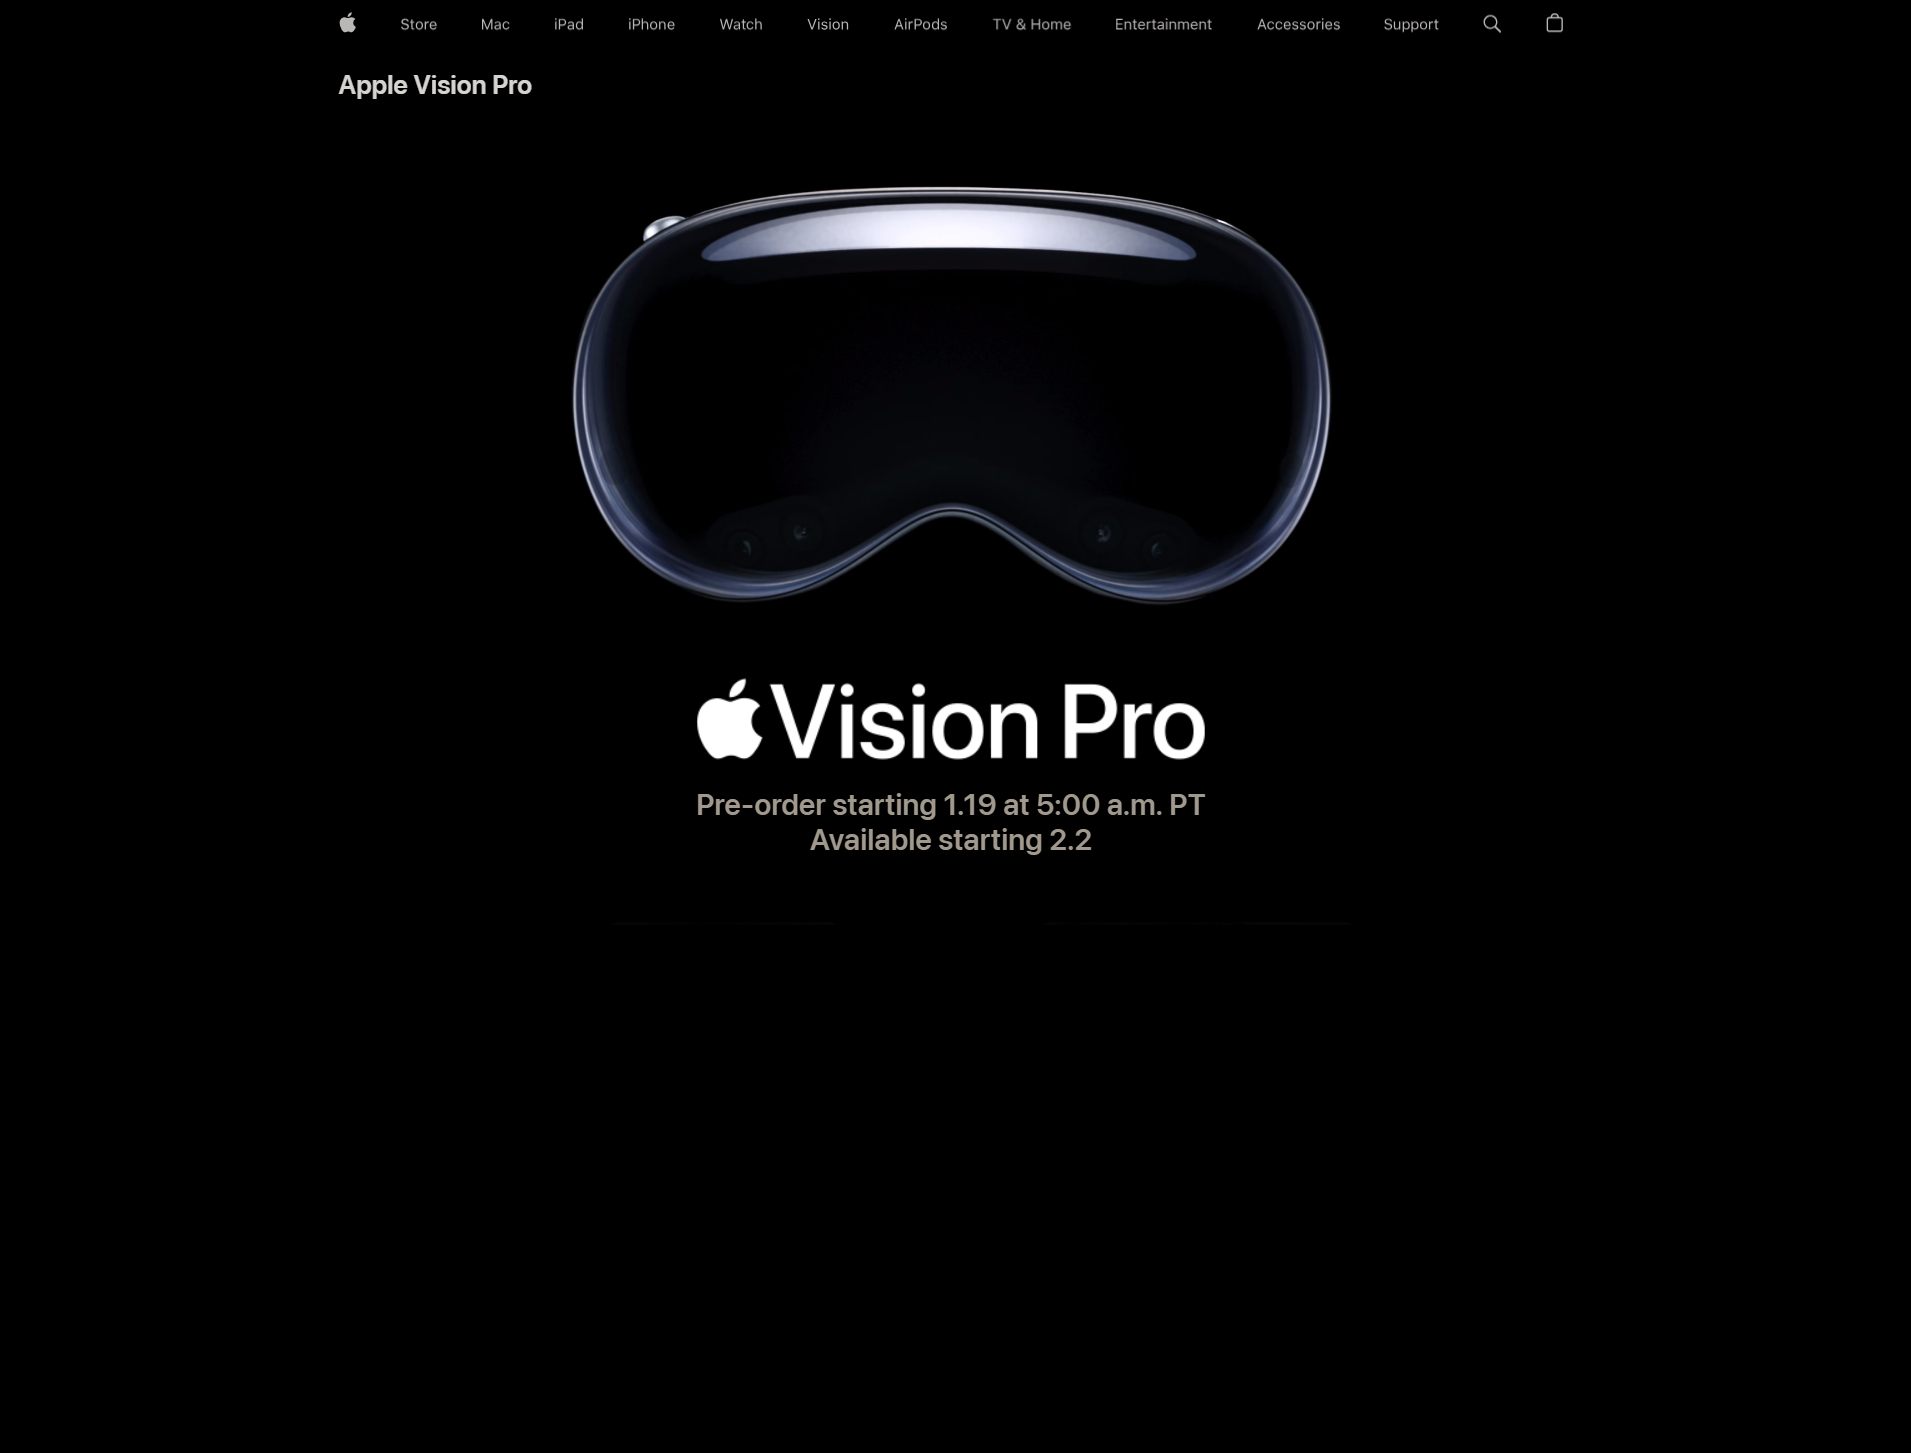 Store Mac iPad iPhone Watch Vision AirPods TV & Home Entertainment Accessories Support
Apple Vision Pro
Vision Pro
Pre-order starting 1.19 at 5:00 a.m. PT
Available starting 2.2